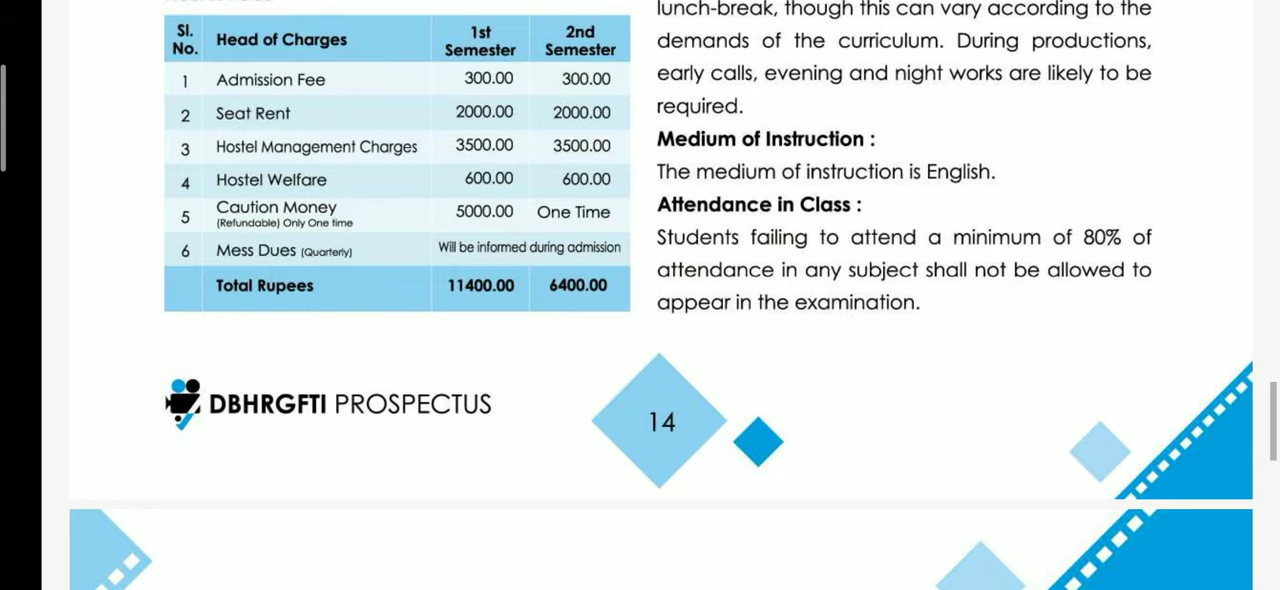 Sl. No. Head of Charges 1st Semester 2nd Semester
1 Admission Fee 300.00 300.00
2 Seat Rent 2000.00 2000.00
3 Hostel Management Charges 3500.00 3500.00
4 Hostel Welfare 600.00 600.00
5 Caution Money (Refundable) Only One time 5000.00 One Time
6 Mess Dues (Quarterly) Will be informed during admission
Total Rupees 11400.00 6400.00
lunch-break, though this can vary according to the
demands of the curriculum. During productions,
early calls, evening and night works are likely to be
required.
Medium of Instruction :
The medium of instruction is English.
Attendance in Class :
Students failing to attend a minimum of 80% of
attendance in any subject shall not be allowed to
appear in the examination.
DBHRGFTI PROSPECTUS
14